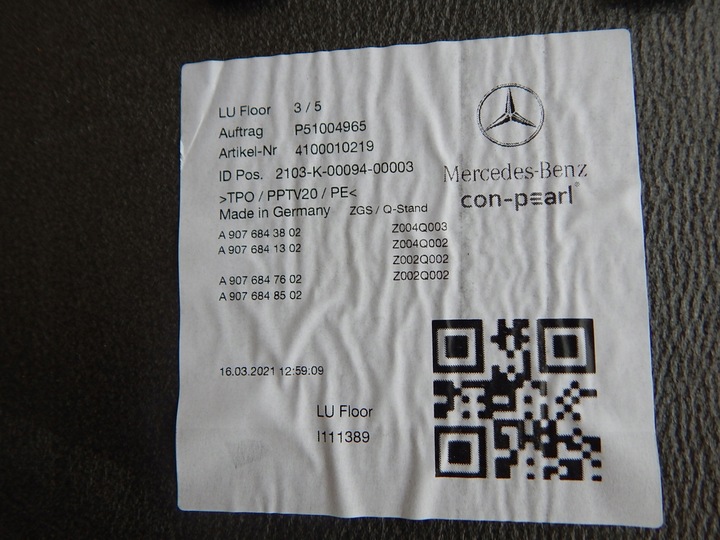 LU Floor 3 / 5
Auftrag P51004965
Artikel-Nr 4100010219
ID Pos. 2103-K-00094-00003
>TPO / PPTV20 / PE<
Made in Germany ZGS / Q-Stand
A 907 684 38 02 Z004Q003
A 907 684 13 02 Z004Q002
Z002Q002
A 907 684 76 02 Z002Q002
A 907 684 85 02
Mercedes-Benz
con-pearl
16.03.2021 12:59:09
LU Floor
I111389